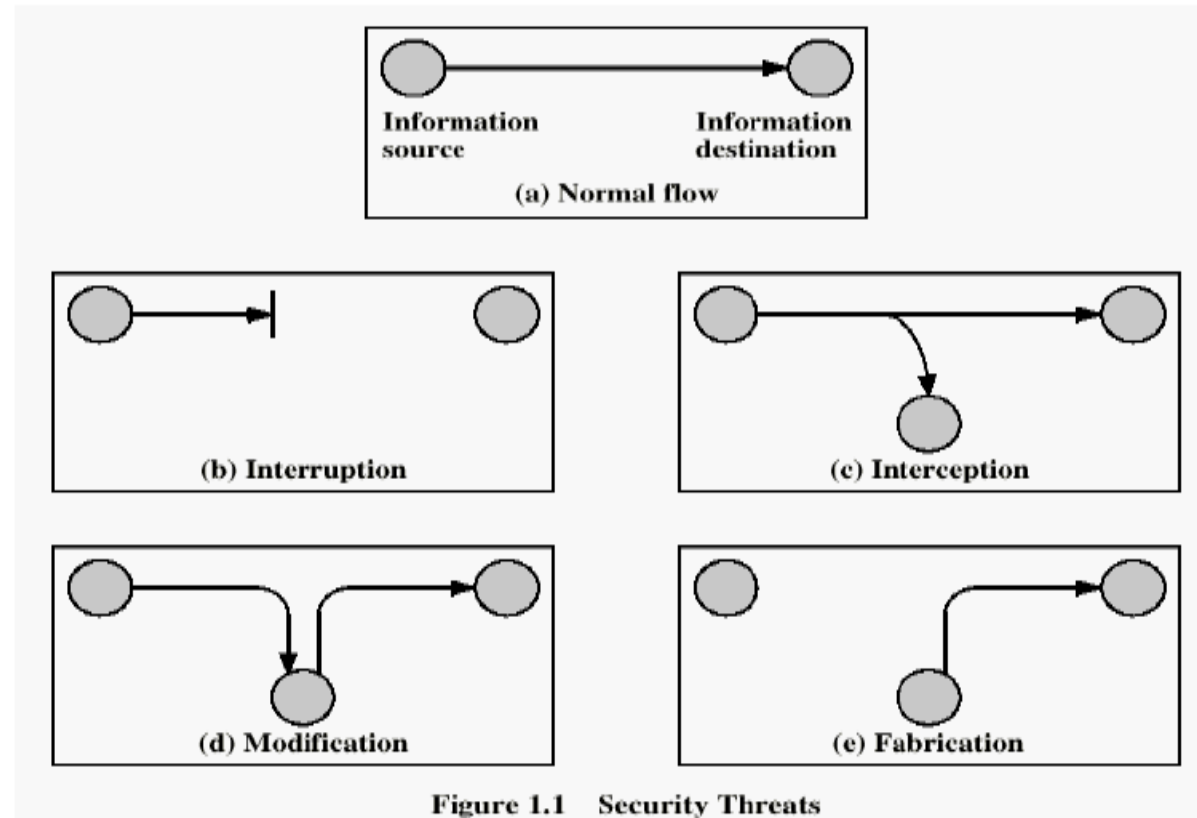 Information
source
Information
destination
(a) Normal flow
(b) Interruption
(c) Interception
(d) Modification
(e) Fabrication
Figure 1.1 Security Threats